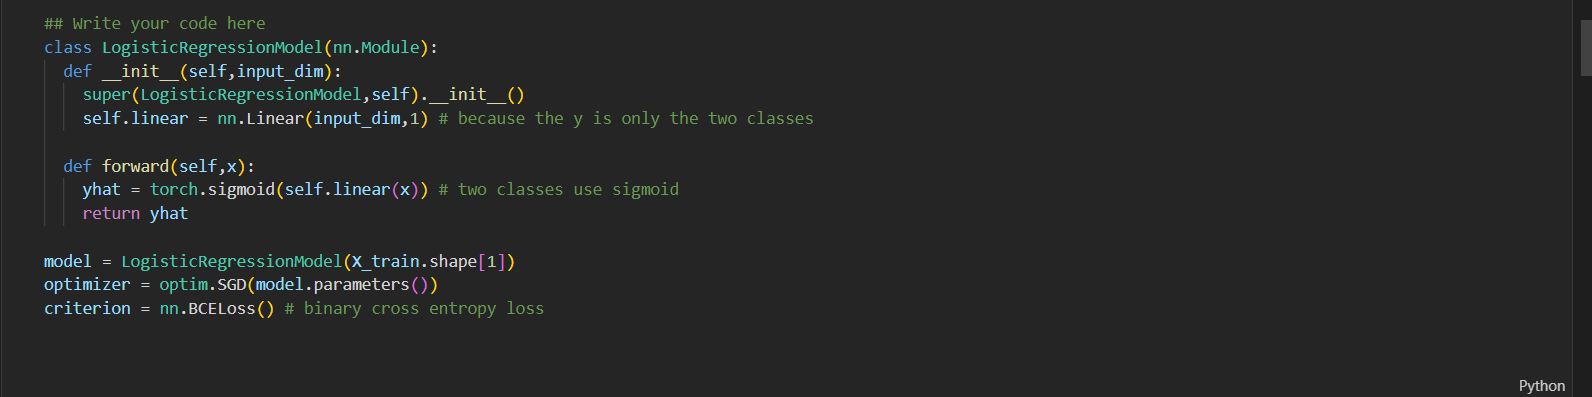 ## Write your code here
class LogisticRegressionModel(nn.Module):
  def __init__(self,input_dim):
    super(LogisticRegressionModel,self).__init__()
    self.linear = nn.Linear(input_dim,1) # because the y is only the two classes

  def forward(self,x):
    yhat = torch.sigmoid(self.linear(x)) # two classes use sigmoid
    return yhat

model = LogisticRegressionModel(X_train.shape[1])
optimizer = optim.SGD(model.parameters())
criterion = nn.BCELoss() # binary cross entropy loss
Python